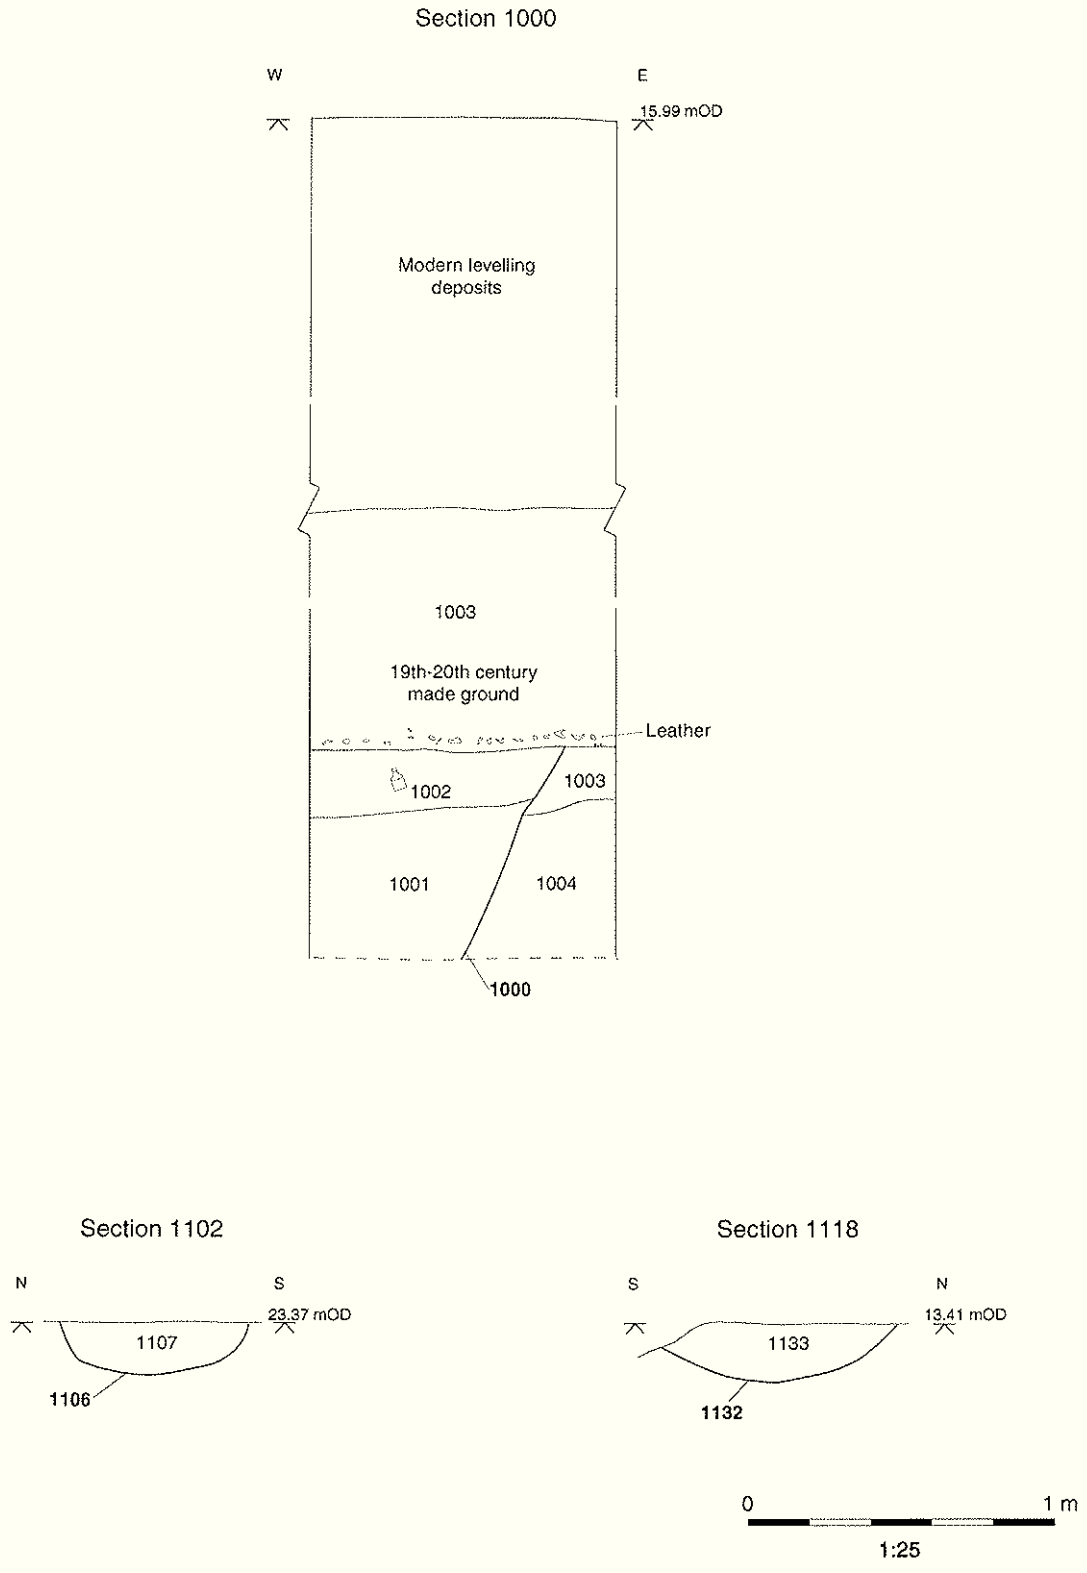 Section 1000
W E
15.99 mOD
Modern levelling
deposits
1003
19th-20th century
made ground
Leather
1002 1003
1001 1004
1000
Section 1102
N S
23.37 mOD
1107
1106
Section 1118
S N
13.41 mOD
1133
1132
0 1 m
1:25